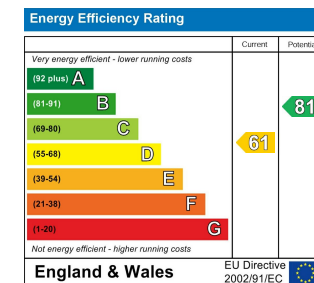 Energy Efficiency Rating
Current Potentia
Very energy efficient - lower running costs
(92 plus) A
(81-91) B
81
(69-80) C
61
(55-68) D
(39-54) E
(21-38) F
(1-20) G
Not energy efficient - higher running costs
England & Wales
EU Directive
2002/91/EC